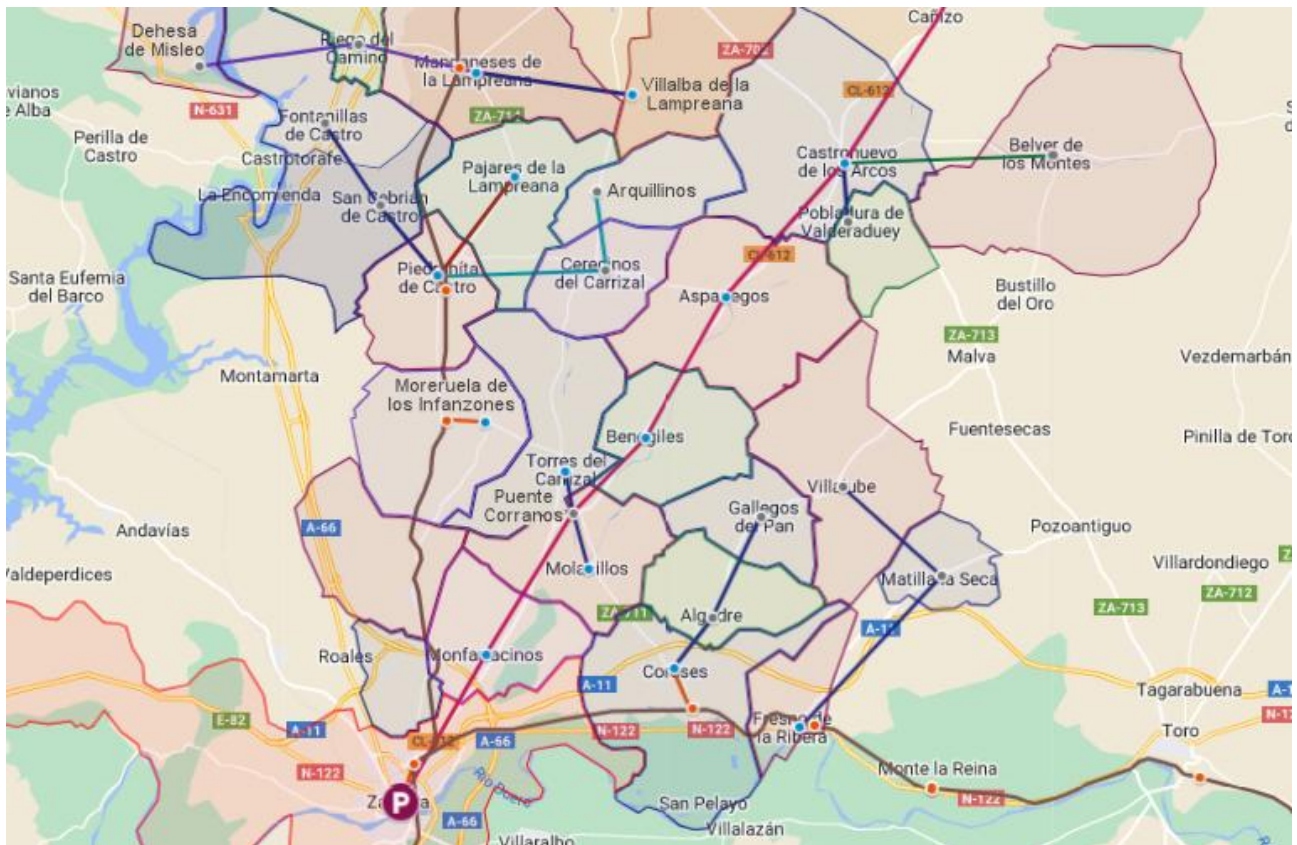 Cañizo
Dehesa
de Misleo
Riego del
Camino
Manganeses de
la Lampreana
ZA-702
Villalba de la
Lampreana
CL-612
vianos
e Alba
N-631
ZA-714
Fontanillas
de Castro
Perilla de
Castro
Castrotorafe
Belver de
los Montes
Castronuevo
de los Arcos
Pajares de la
Lampreana
Arquillinos
La Encomienda
San Cebrián
de Castro
Pobladura de
Valderaduey
CL-612
Santa Eufemia
del Barco
Piedrahita
de Castro
Cerecinos
del Carrizal
Aspariegos
Bustillo
del Oro
ZA-713
Malva
Vezdemarbán
Montamarta
Moreruela de
los Infanzones
Benegiles
Fuentesecas
Pinilla de Toro
Torres del
Carrizal
Villalube
Puente
Corranos
Gallegos
del Pan
Andavías
A-66
Pozoantiguo
Valdeperdices
Molacillos
Matilla la Seca
Villardondiego
ZA-711
Algodre
ZA-713
ZA-712
A-11
Roales
Monfarracinos
Coreses
A-11
Tagarabuena
A-1
E-82
A-11
N-122
N-122
Fresno de
la Ribera
Toro
N-12
CL-612
A-66
N-122
Monte la Reina
Río Duero
N-122
P
Zamora
San Pelayo
A-66
Villaralbo
Villalazán